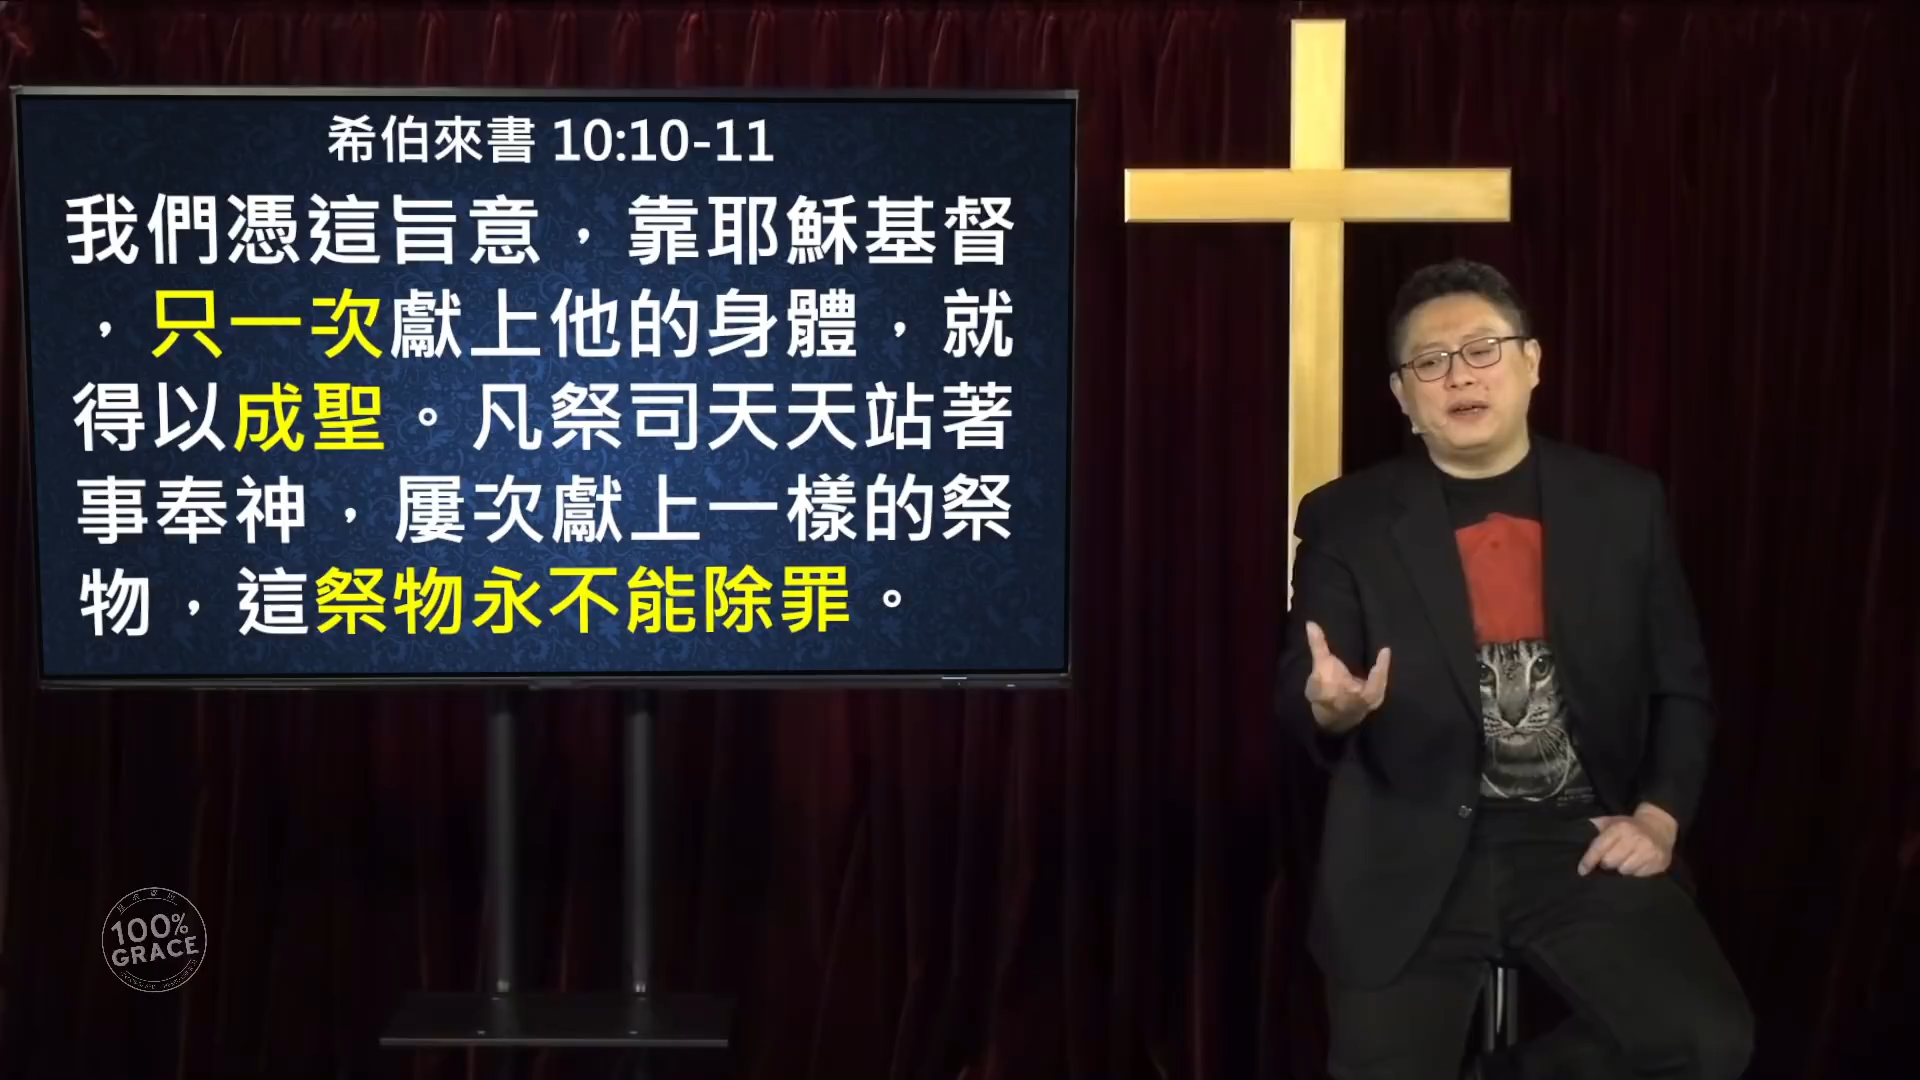 希伯來書 10:10-11
我們憑這旨意，靠耶穌基督
，只一次獻上他的身體，就
得以成聖。凡祭司天天站著
事奉神，屢次獻上一樣的祭
物，這祭物永不能除罪。
100%
GRACE